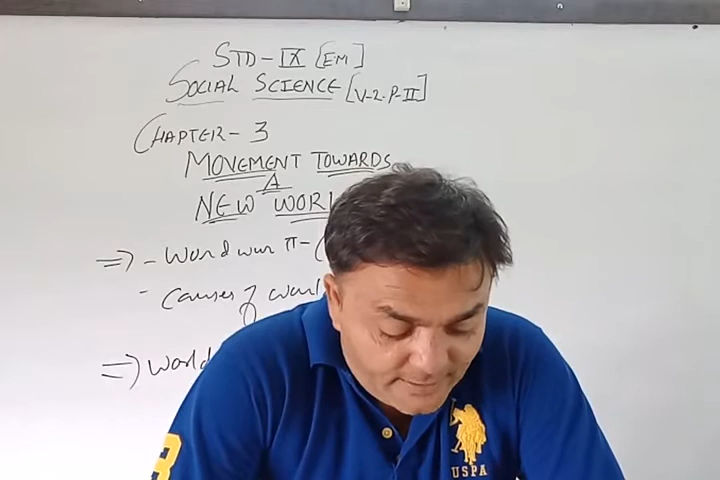 STD - IX [EM]
SOCIAL SCIENCE [V-2. P-II]
CHAPTER - 3
MOVEMENT TOWARDS
A
NEW WORL
⇒ - World war II - (
- Causes of worl
⇒ World
3
USPA